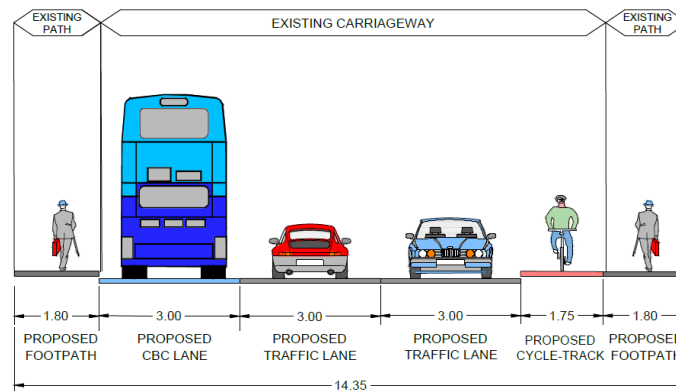 EXISTING
PATH
EXISTING CARRIAGEWAY
EXISTING
PATH
1.80
3.00
3.00
3.00
1.75
1.80
PROPOSED
FOOTPATH
PROPOSED
CBC LANE
PROPOSED
TRAFFIC LANE
PROPOSED
TRAFFIC LANE
PROPOSED
CYCLE-TRACK
PROPOSED
FOOTPATH
14.35